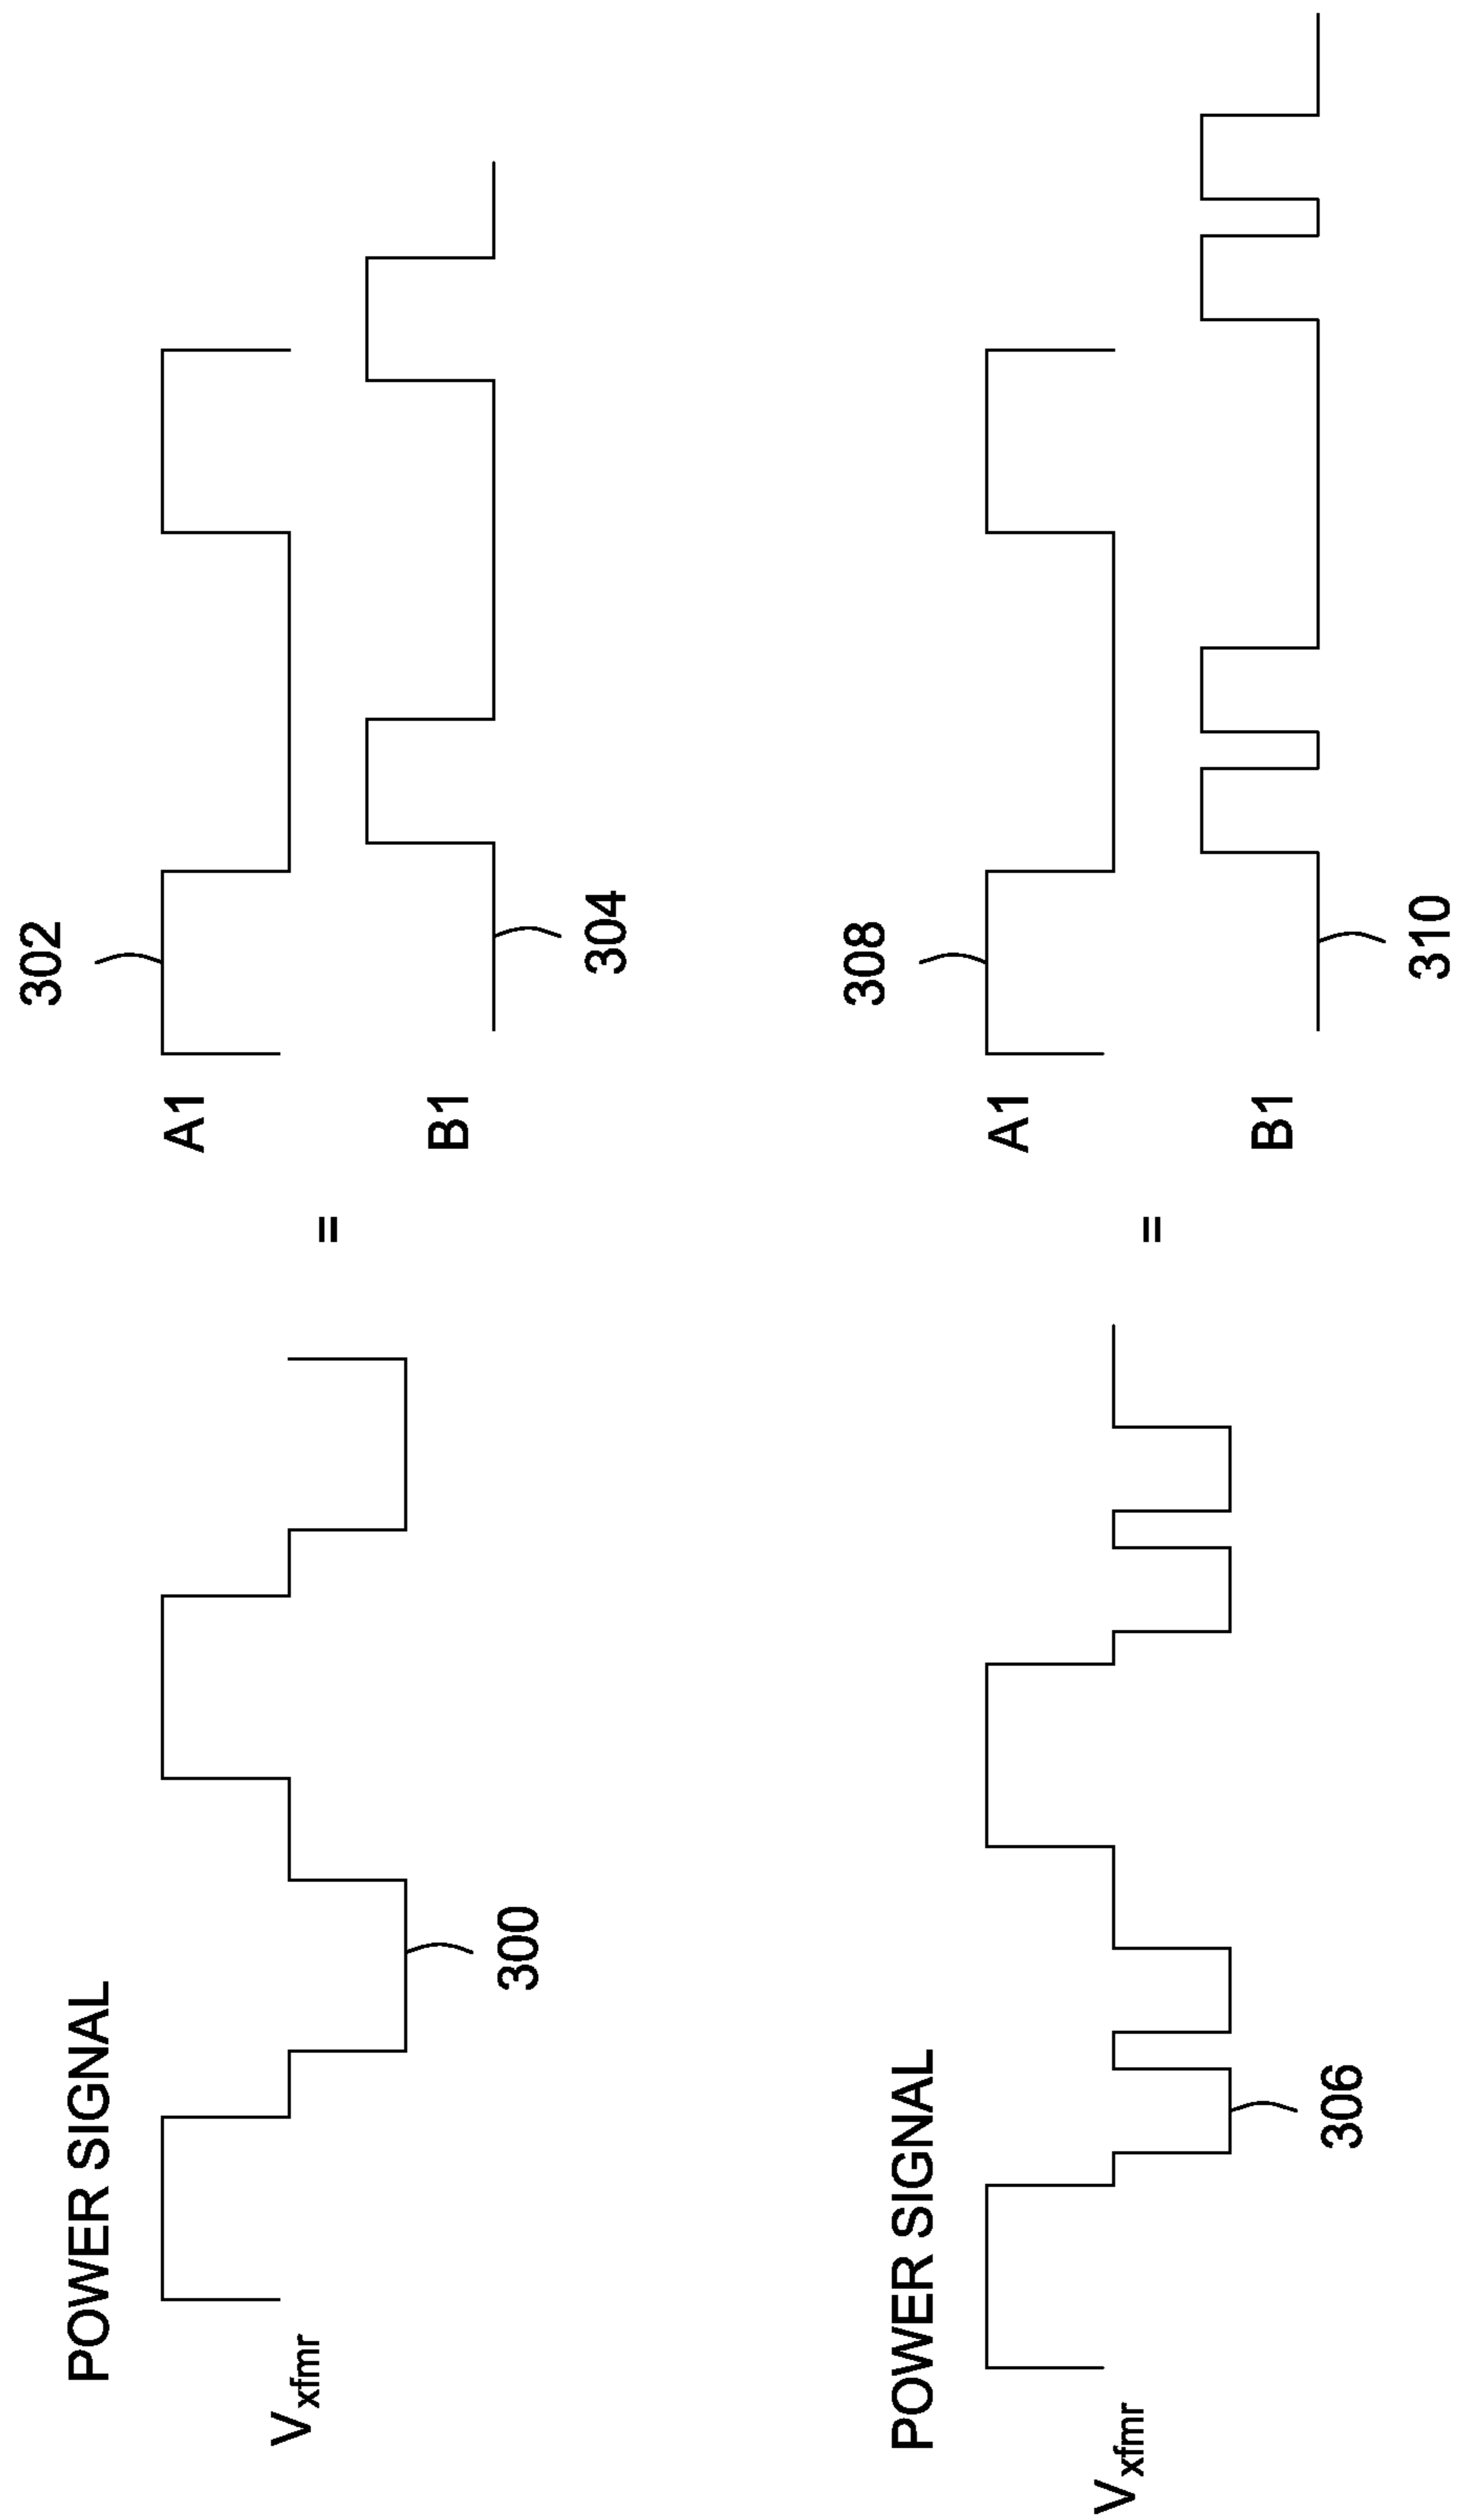 POWER SIGNAL
Vxfmr
300
=
A1
302
B1
304
POWER SIGNAL
Vxfmr
306
=
A1
308
B1
310